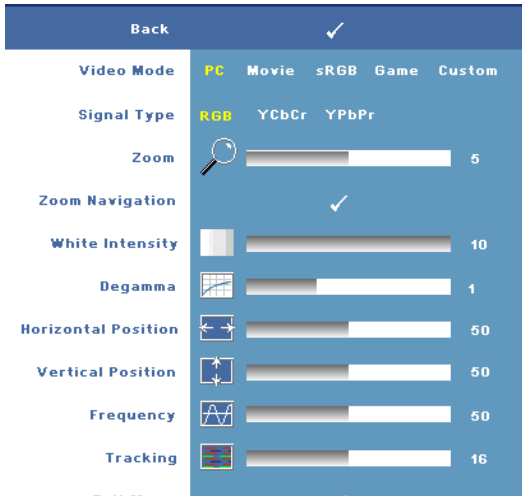 Back
Video Mode PC Movie sRGB Game Custom
Signal Type RGB YCbCr YPbPr
Zoom 5
Zoom Navigation
White Intensity 10
Degamma 1
Horizontal Position 50
Vertical Position 50
Frequency 50
Tracking 16